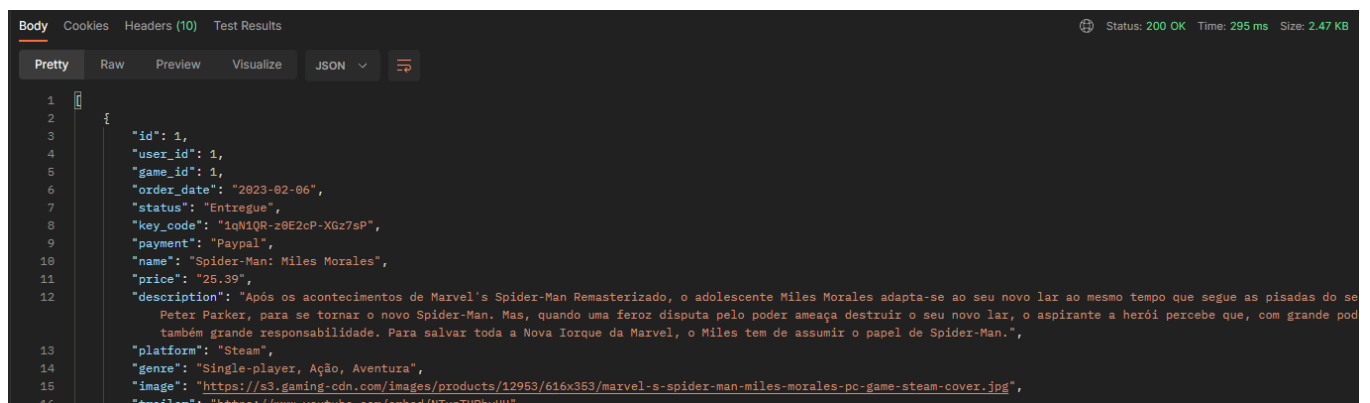 Body Cookies Headers (10) Test Results Status: 200 OK Time: 295 ms Size: 2.47 KB
Pretty Raw Preview Visualize JSON
1 [
2 {
3 "id": 1,
4 "user_id": 1,
5 "game_id": 1,
6 "order_date": "2023-02-06",
7 "status": "Entregue",
8 "key_code": "1qN1QR-z0E2cP-XGz7sP",
9 "payment": "Paypal",
10 "name": "Spider-Man: Miles Morales",
11 "price": "25.39",
12 "description": "Após os acontecimentos de Marvel's Spider-Man Remasterizado, o adolescente Miles Morales adapta-se ao seu novo lar ao mesmo tempo que segue as pisadas do se
Peter Parker, para se tornar o novo Spider-Man. Mas, quando uma feroz disputa pelo poder ameaça destruir o seu novo lar, o aspirante a herói percebe que, com grande pod
também grande responsabilidade. Para salvar toda a Nova Iorque da Marvel, o Miles tem de assumir o papel de Spider-Man.",
13 "platform": "Steam",
14 "genre": "Single-player, Ação, Aventura",
15 "image": "https://s3.gaming-cdn.com/images/products/12953/616x353/marvel-s-spider-man-miles-morales-pc-game-steam-cover.jpg",